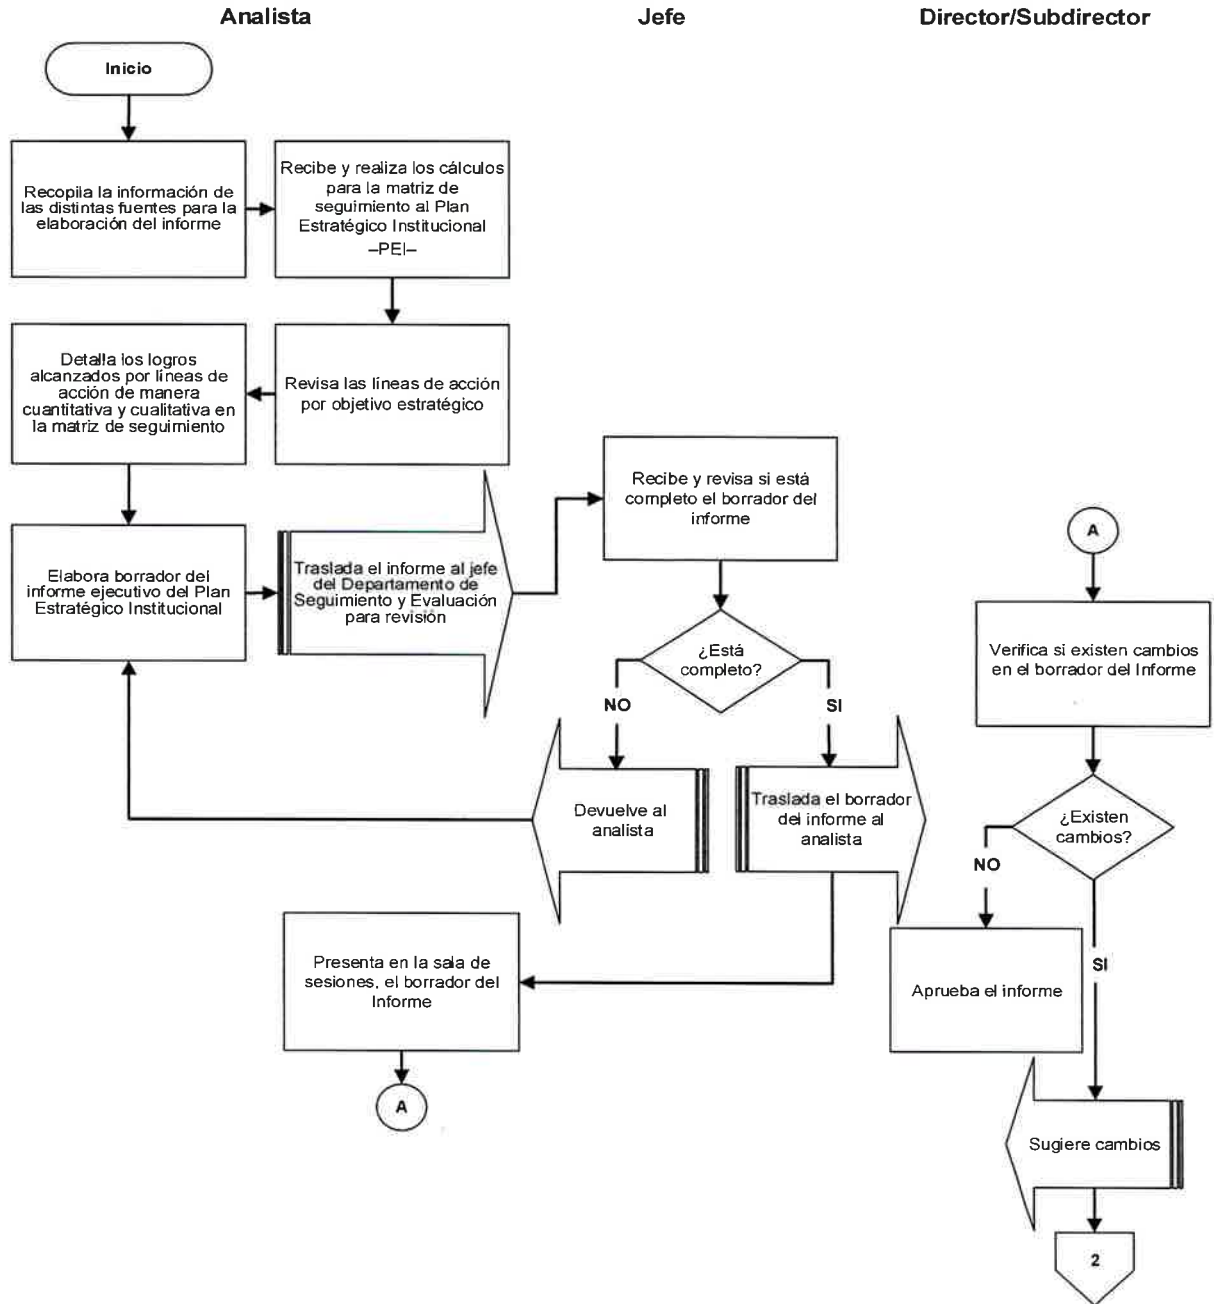 Analista
Jefe
Director/Subdirector
Inicio
Recopila la información de
las distintas fuentes para la
elaboración del informe
Recibe y realiza los cálculos
para la matriz de
seguimiento al Plan
Estratégico Institucional
–PEI–
Detalla los logros
alcanzados por líneas de
acción de manera
cuantitativa y cualitativa en
la matriz de seguimiento
Revisa las líneas de acción
por objetivo estratégico
Elabora borrador del
informe ejecutivo del Plan
Estratégico Institucional
Traslada el informe al jefe
del Departamento de
Seguimiento y Evaluación
para revisión
Recibe y revisa si está
completo el borrador del
informe
¿Está
completo?
NO
SI
Devuelve al
analista
Traslada el borrador
del informe al
analista
Presenta en la sala de
sesiones, el borrador del
Informe
A
A
Verifica si existen cambios
en el borrador del Informe
¿Existen
cambios?
NO
SI
Aprueba el informe
Sugiere cambios
2